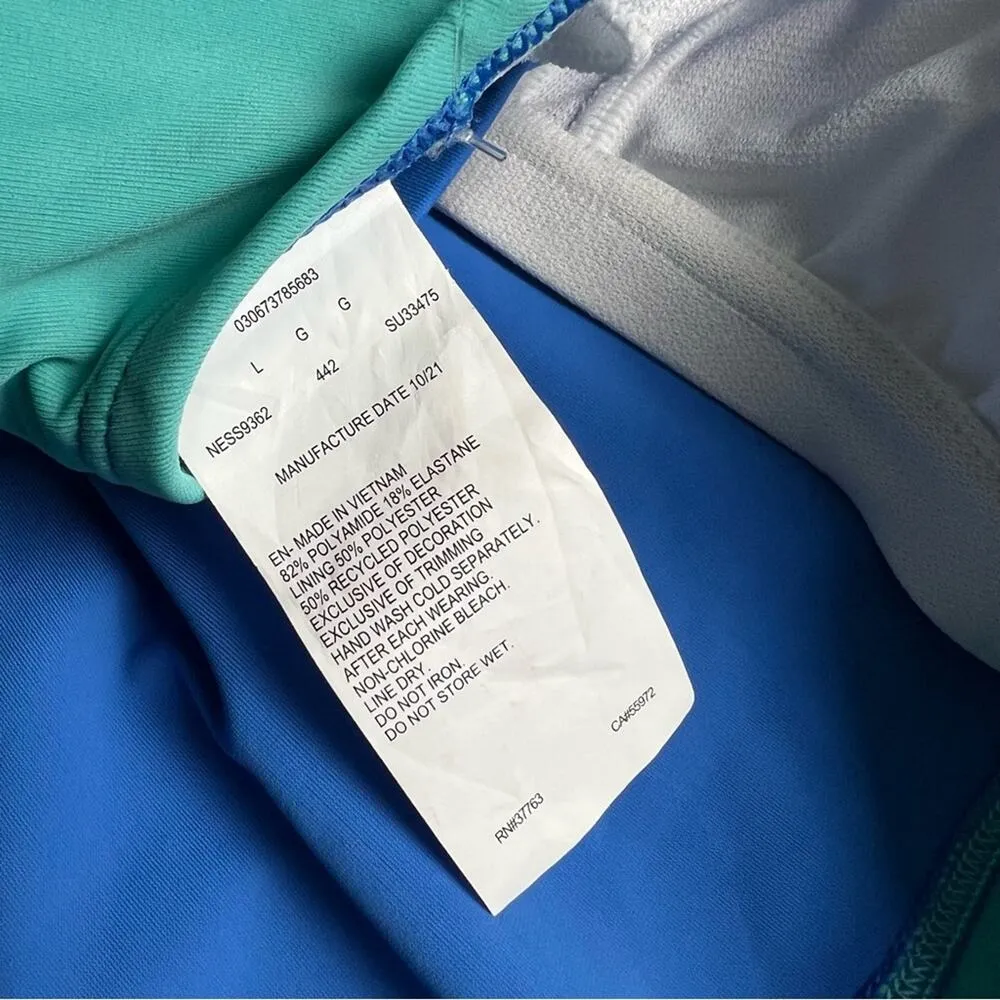 030673785683
L G G
NESS9362 442 SU33475
MANUFACTURE DATE 10/21
EN- MADE IN VIETNAM
82% POLYAMIDE 18% ELASTANE
LINING 50% POLYESTER
50% RECYCLED POLYESTER
EXCLUSIVE OF DECORATION
EXCLUSIVE OF TRIMMING
HAND WASH COLD SEPARATELY.
AFTER EACH WEARING.
NON-CHLORINE BLEACH.
LINE DRY.
DO NOT IRON.
DO NOT STORE WET.
RN#37763 CA#55972